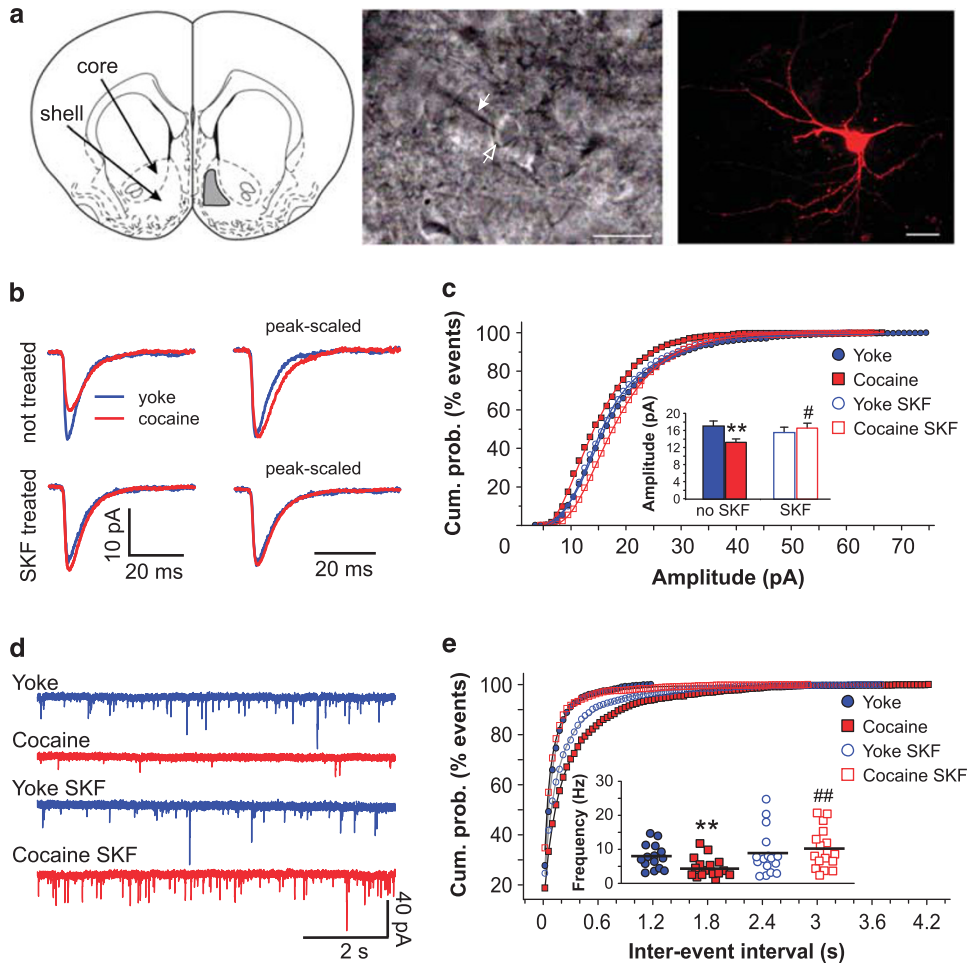 a
core
shell
b
not treated
peak-scaled
yoke
cocaine
SKF treated
peak-scaled
10 pA
20 ms
20 ms
c
Cum. prob. (% events)
100
80
60
40
20
0
10
20
30
40
50
60
70
Amplitude (pA)
Yoke
Cocaine
Yoke SKF
Cocaine SKF
Amplitude (pA)
20
16
12
8
4
0
**
#
no SKF
SKF
d
Yoke
Cocaine
Yoke SKF
Cocaine SKF
40 pA
2 s
e
Cum. prob. (% events)
100
80
60
40
20
0
0.6
1.2
1.8
2.4
3
3.6
4.2
Inter-event interval (s)
Yoke
Cocaine
Yoke SKF
Cocaine SKF
Frequency (Hz)
30
20
10
0
**
##